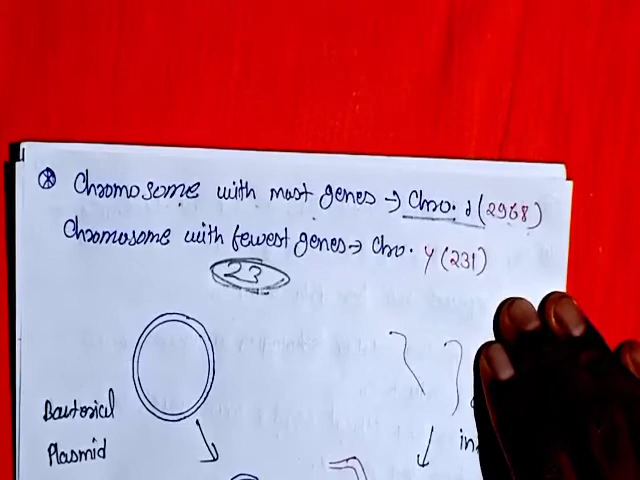 Chromosome with most genes → Chro. 1 (2968)
Chromosome with fewest genes → Chro. Y (231)
23
Bacterial
Plasmid